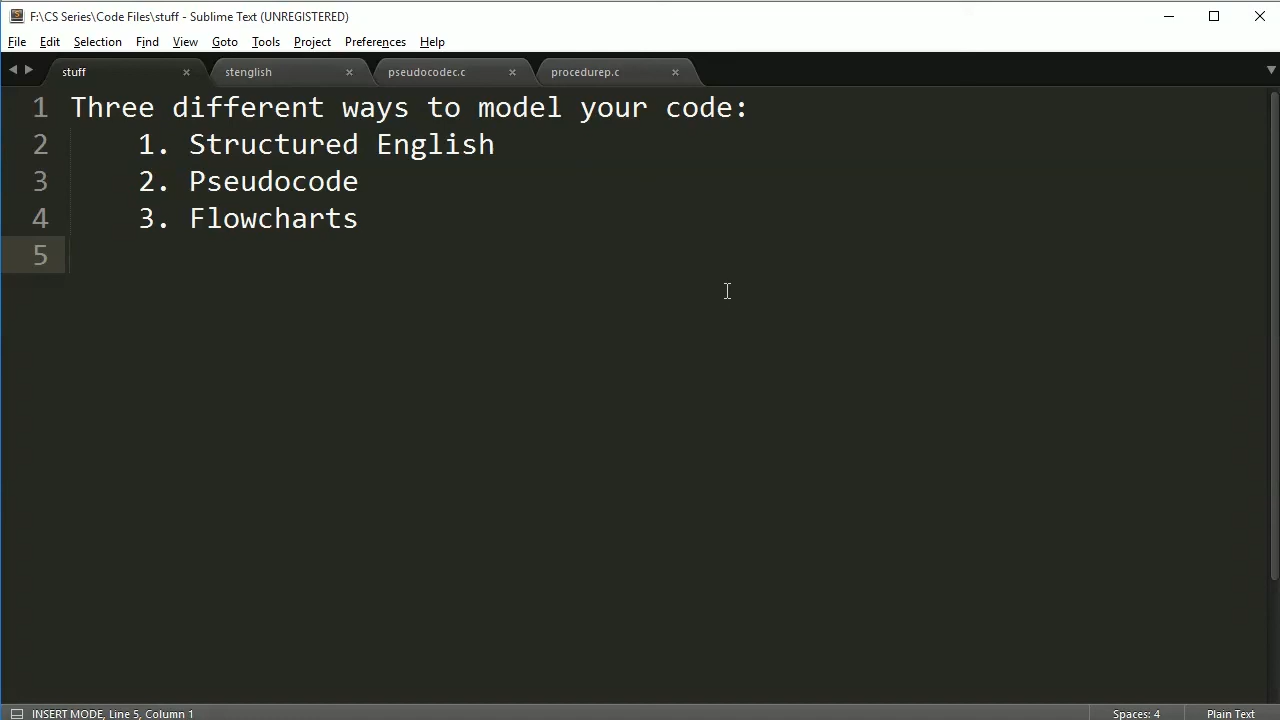 F:\CS Series\Code Files\stuff - Sublime Text (UNREGISTERED)
File Edit Selection Find View Goto Tools Project Preferences Help
stuff stenglish pseudocodec.c procedurep.c
1 Three different ways to model your code:
2 1. Structured English
3 2. Pseudocode
4 3. Flowcharts
5
INSERT MODE, Line 5, Column 1 Spaces: 4 Plain Text